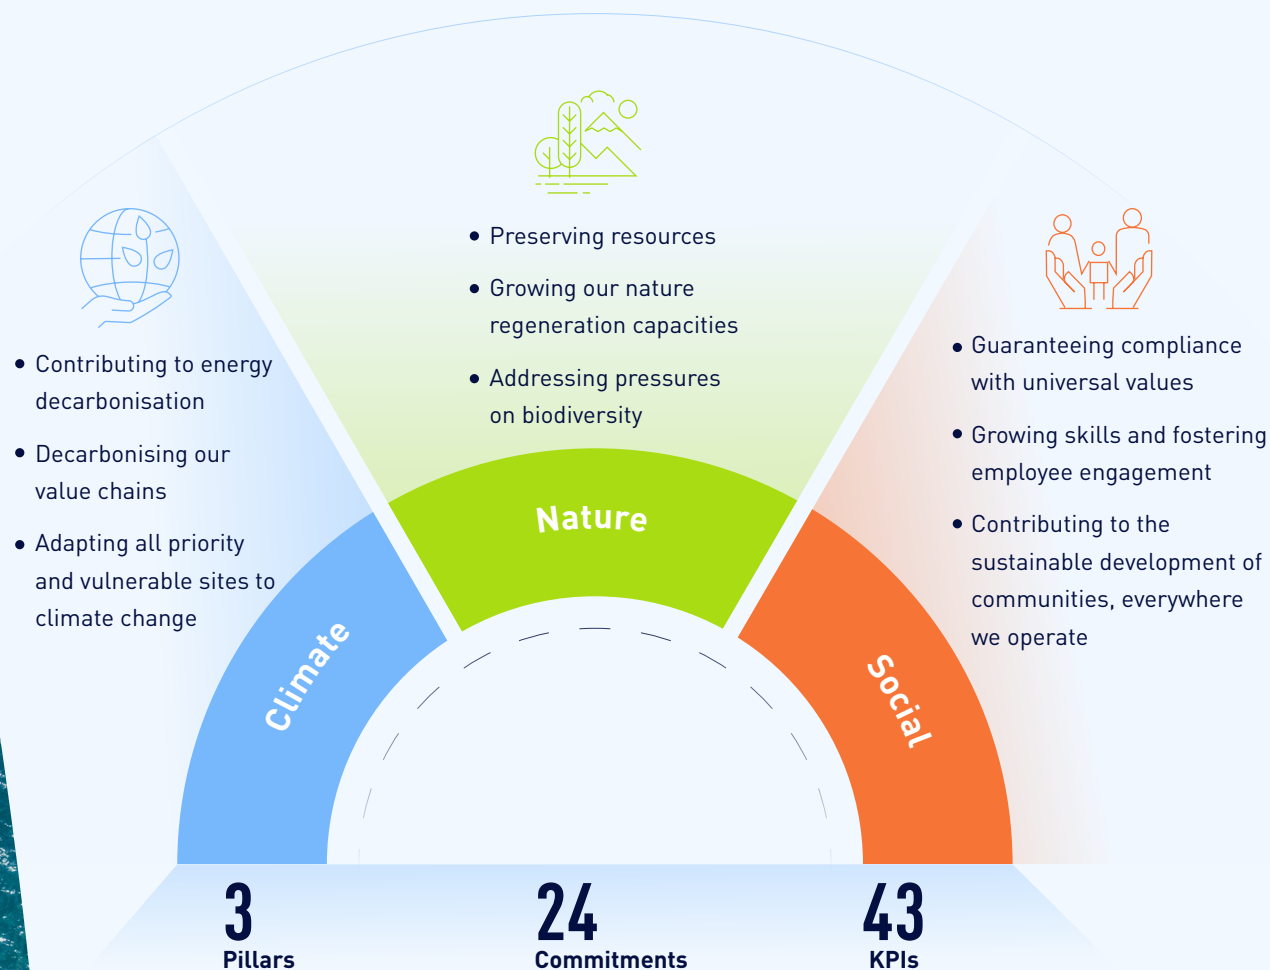 • Preserving resources
• Growing our nature
regeneration capacities
• Addressing pressures
on biodiversity
• Contributing to energy
decarbonisation
• Decarbonising our
value chains
• Adapting all priority
and vulnerable sites to
climate change
• Guaranteeing compliance
with universal values
• Growing skills and fostering
employee engagement
• Contributing to the
sustainable development of
communities, everywhere
we operate
Climate
Nature
Social
3
Pillars
24
Commitments
43
KPIs